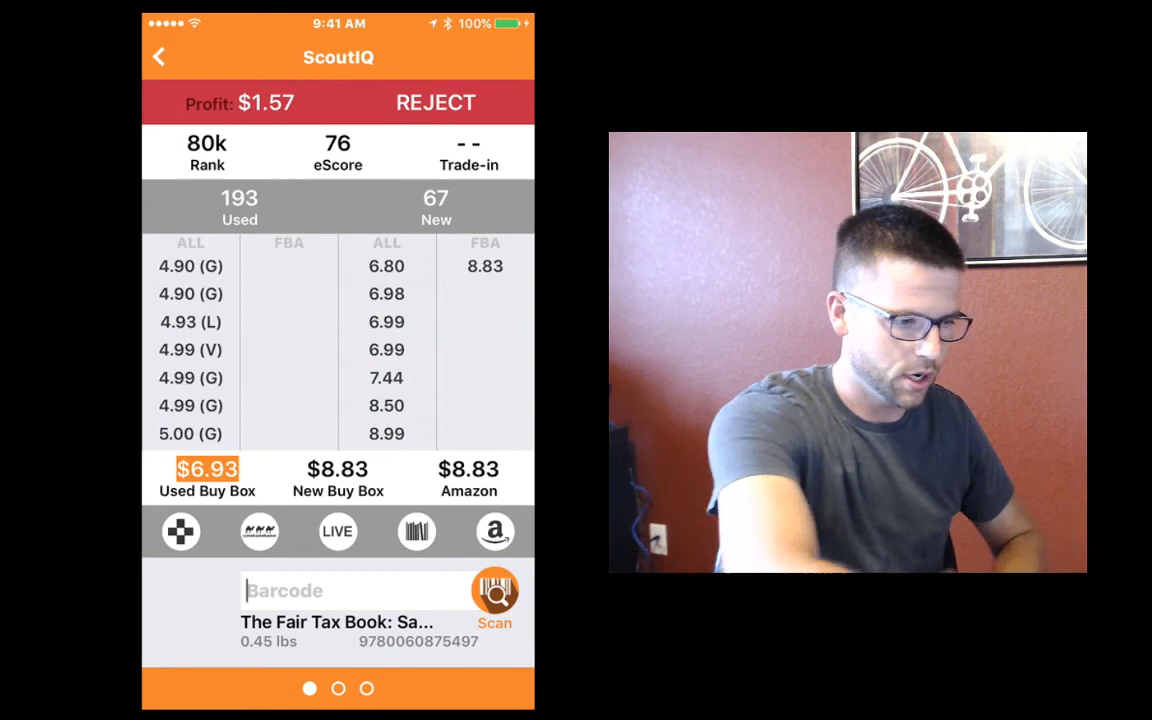 9:41 AM 100%
ScoutIQ
Profit: $1.57 REJECT
80k 76 - -
Rank eScore Trade-in
193 67
Used New
ALL FBA ALL FBA
4.90 (G) 6.80 8.83
4.90 (G) 6.98
4.93 (L) 6.99
4.99 (V) 6.99
4.99 (G) 7.44
4.99 (G) 8.50
5.00 (G) 8.99
$6.93 $8.83 $8.83
Used Buy Box New Buy Box Amazon
LIVE a
Barcode
The Fair Tax Book: Sa... Scan
0.45 lbs 9780060875497